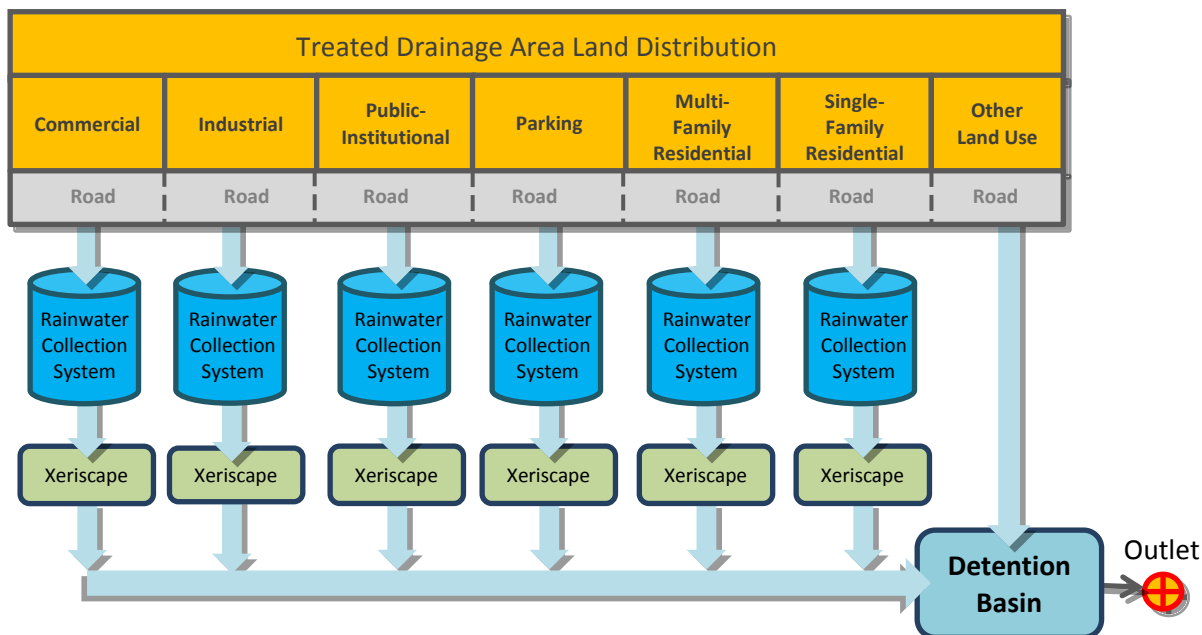 Treated Drainage Area Land Distribution
Commercial
Industrial
Public-
Institutional
Parking
Multi-
Family
Residential
Single-
Family
Residential
Other
Land Use
Road
Road
Road
Road
Road
Road
Road
Rainwater
Collection
System
Rainwater
Collection
System
Rainwater
Collection
System
Rainwater
Collection
System
Rainwater
Collection
System
Rainwater
Collection
System
Xeriscape
Xeriscape
Xeriscape
Xeriscape
Xeriscape
Xeriscape
Detention
Basin
Outlet